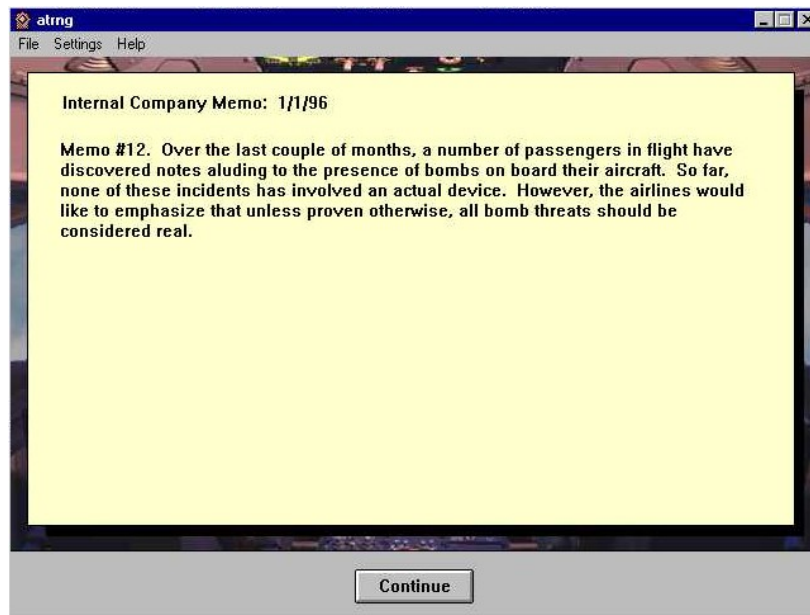 atrng
File Settings Help
Internal Company Memo: 1/1/96
Memo #12. Over the last couple of months, a number of passengers in flight have
discovered notes aluding to the presence of bombs on board their aircraft. So far,
none of these incidents has involved an actual device. However, the airlines would
like to emphasize that unless proven otherwise, all bomb threats should be
considered real.
Continue